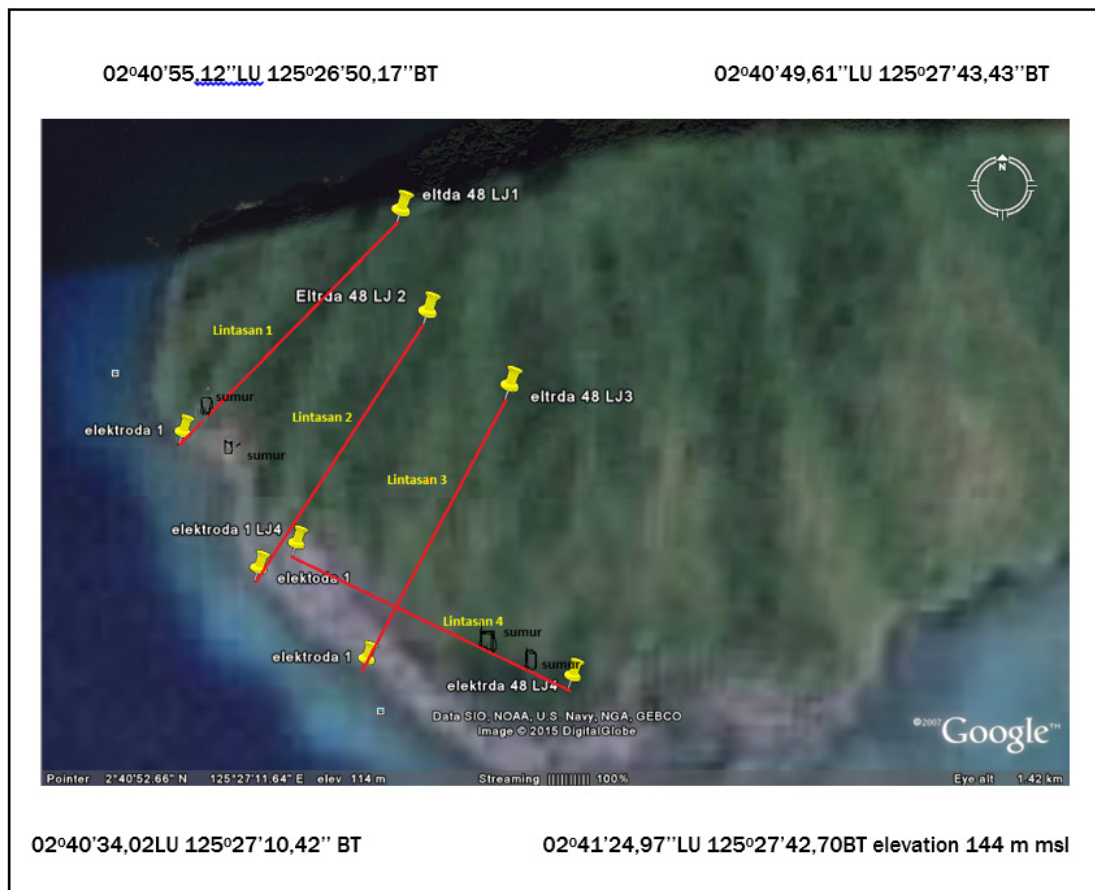 02⁰40’55,12’’LU 125⁰26’50,17’’BT
02⁰40’49,61’’LU 125⁰27’43,43’’BT
N
eltda 48 LJ1
Eltrda 48 LJ 2
Lintasan 1
eltrda 48 LJ3
sumur
elektroda 1
Lintasan 2
sumur
Lintasan 3
elektroda 1 LJ4
elektoda 1
Lintasan 4
sumur
elektroda 1
sumur
elektrda 48 LJ4
Data SIO, NOAA, U.S. Navy, NGA, GEBCO
Image © 2015 DigitalGlobe
©2007 Google™
Pointer 2°40'52.66" N 125°27'11.64" E elev 114 m Streaming |||||||||| 100% Eye alt 1.42 km
02⁰40’34,02LU 125⁰27’10,42’’ BT
02⁰41’24,97’’LU 125⁰27’42,70BT elevation 144 m msl